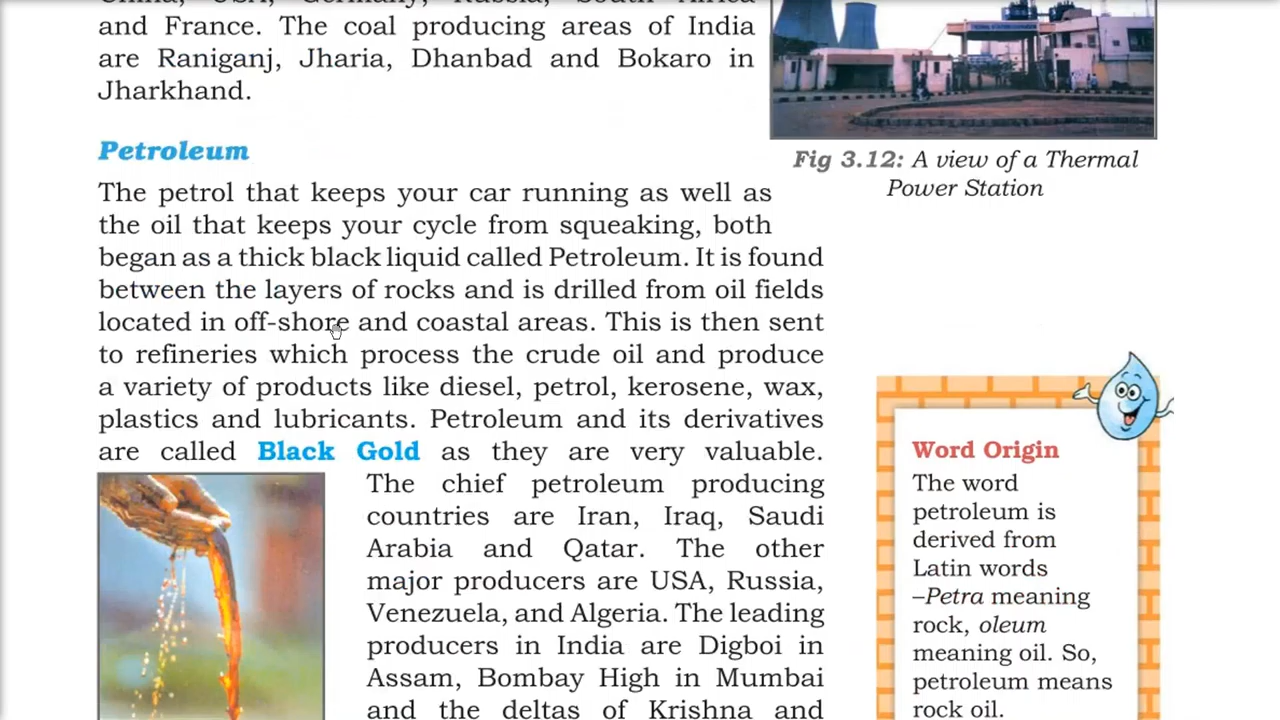 China, USA, Germany, Russia, South Africa
and France. The coal producing areas of India
are Raniganj, Jharia, Dhanbad and Bokaro in
Jharkhand.
Fig 3.12: A view of a Thermal
Power Station
Petroleum
The petrol that keeps your car running as well as
the oil that keeps your cycle from squeaking, both
began as a thick black liquid called Petroleum. It is found
between the layers of rocks and is drilled from oil fields
located in off-shore and coastal areas. This is then sent
to refineries which process the crude oil and produce
a variety of products like diesel, petrol, kerosene, wax,
plastics and lubricants. Petroleum and its derivatives
are called Black Gold as they are very valuable.
The chief petroleum producing
countries are Iran, Iraq, Saudi
Arabia and Qatar. The other
major producers are USA, Russia,
Venezuela, and Algeria. The leading
producers in India are Digboi in
Assam, Bombay High in Mumbai
and the deltas of Krishna and
Word Origin
The word
petroleum is
derived from
Latin words
–Petra meaning
rock, oleum
meaning oil. So,
petroleum means
rock oil.